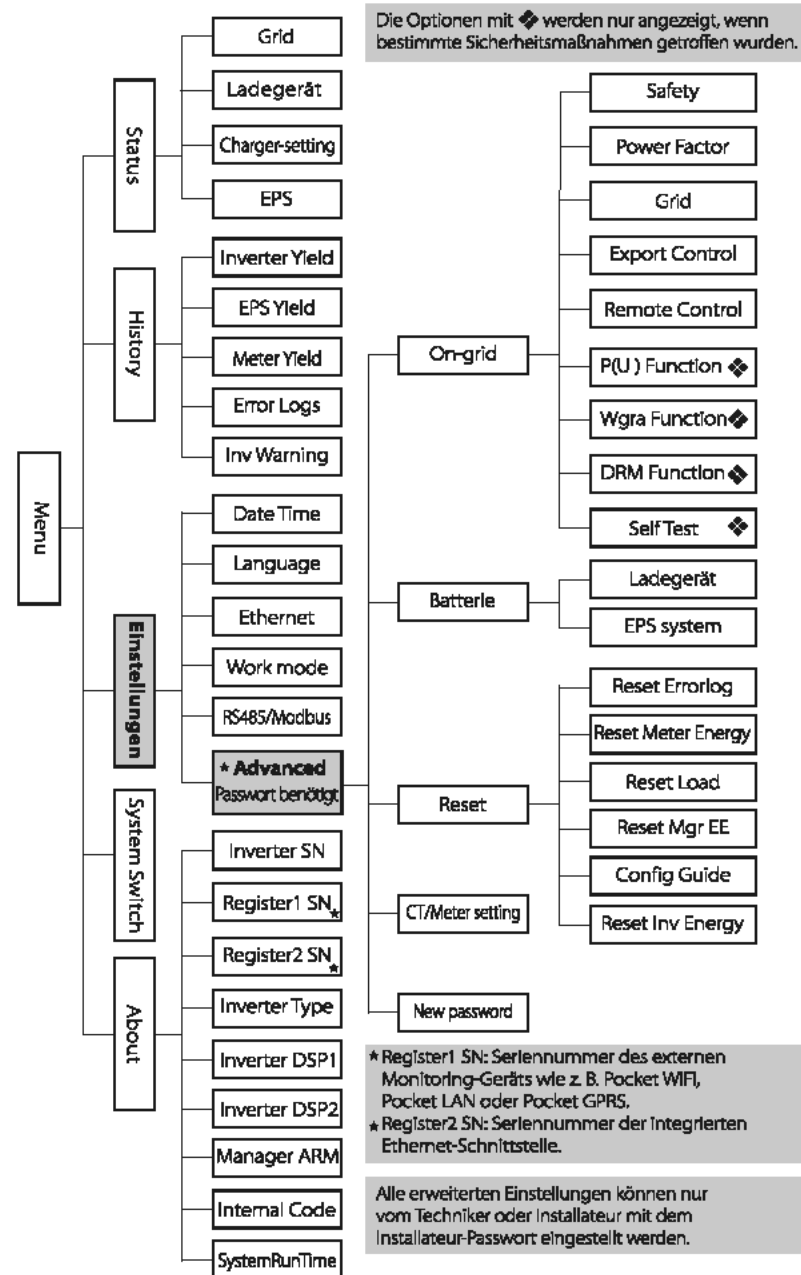 Die Optionen mit ❖ werden nur angezeigt, wenn
bestimmte Sicherheitsmaßnahmen getroffen wurden.
Menu
Status
Grid
Ladegerät
Charger-setting
EPS
History
Inverter Yield
EPS Yield
Meter Yield
Error Logs
Inv Warning
Einstellungen
Date Time
Language
Ethernet
Work mode
RS485/Modbus
* Advanced
Passwort benötigt
System Switch
About
Inverter SN
Register1 SN★
Register2 SN★
Inverter Type
Inverter DSP1
Inverter DSP2
Manager ARM
Internal Code
SystemRunTime
On-grid
Safety
Power Factor
Grid
Export Control
Remote Control
P(U ) Function ❖
Wgra Function❖
DRM Function❖
Self Test ❖
Batterie
Ladegerät
EPS system
Reset
Reset Errorlog
Reset Meter Energy
Reset Load
Reset Mgr EE
Config Guide
Reset Inv Energy
CT/Meter setting
New password
★Register1 SN: Seriennummer des externen
Monitoring-Geräts wie z. B. Pocket WIFI,
Pocket LAN oder Pocket GPRS.
★Register2 SN: Seriennummer der integrierten
Ethernet-Schnittstelle.
Alle erweiterten Einstellungen können nur
vom Techniker oder Installateur mit dem
Installateur-Passwort eingestellt werden.